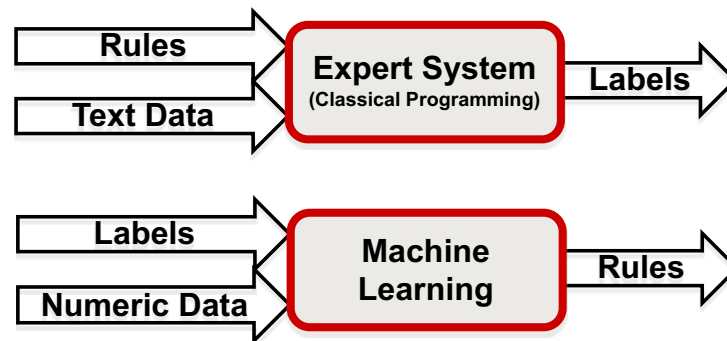 Rules
Text Data
Expert System
(Classical Programming)
Labels
Labels
Numeric Data
Machine
Learning
Rules